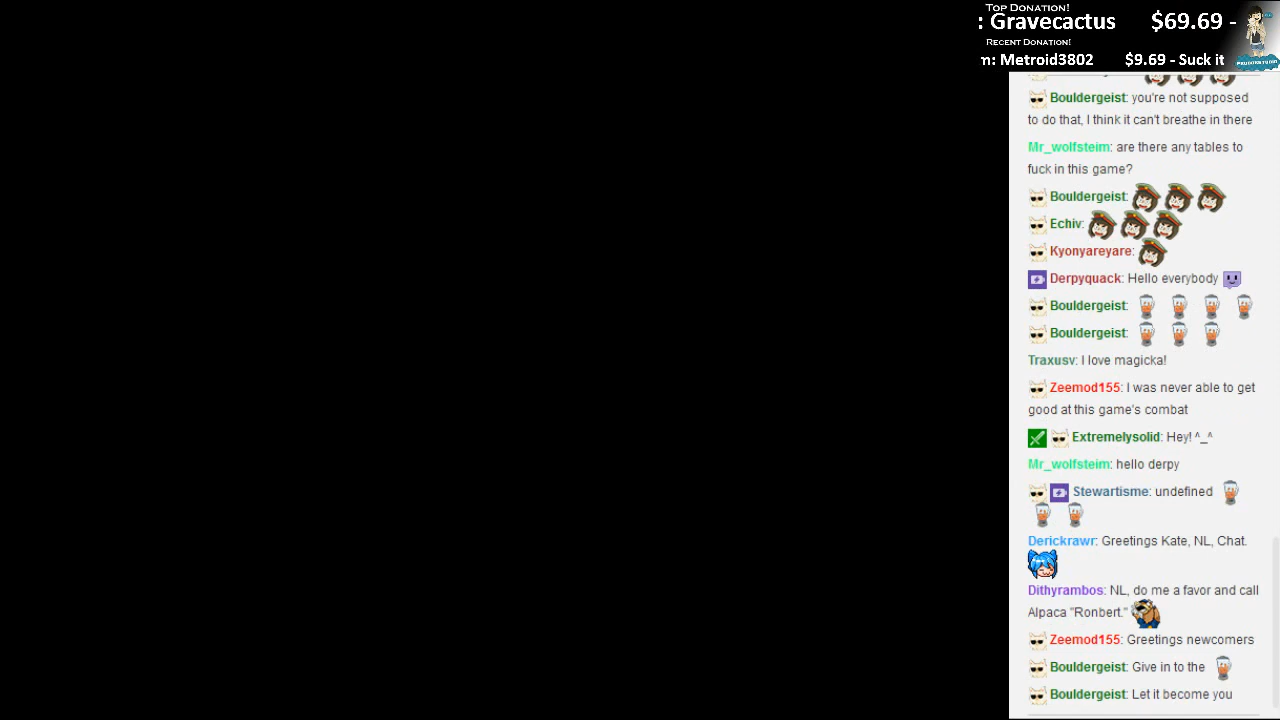 Top Donation!
: Gravecactus $69.69 -
Recent Donation!
m: Metroid3802 $9.69 - Suck it
Bouldergeist: you're not supposed
to do that, I think it can't breathe in there
Mr_wolfsteim: are there any tables to
fuck in this game?
Bouldergeist:
Echiv:
Kyonyareyare:
Derpyquack: Hello everybody
Bouldergeist:
Bouldergeist:
Traxusv: I love magicka!
Zeemod155: I was never able to get
good at this game's combat
Extremelysolid: Hey! ^_^
Mr_wolfsteim: hello derpy
Stewartisme: undefined
Derickrawr: Greetings Kate, NL, Chat.
Dithyrambos: NL, do me a favor and call
Alpaca "Ronbert."
Zeemod155: Greetings newcomers
Bouldergeist: Give in to the
Bouldergeist: Let it become you